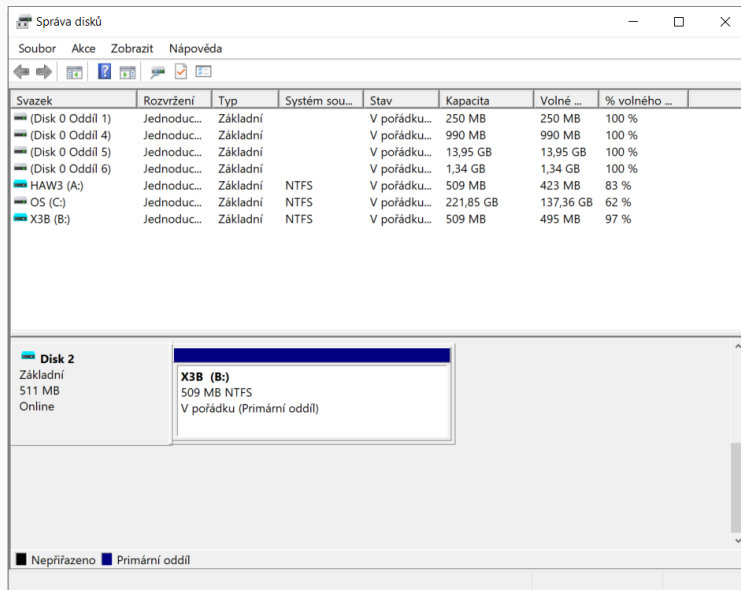 Správa disků
Soubor Akce Zobrazit Nápověda
Svazek Rozvržení Typ Systém sou... Stav Kapacita Volné ... % volného ...
(Disk 0 Oddíl 1) Jednoduc... Základní V pořádku... 250 MB 250 MB 100 %
(Disk 0 Oddíl 4) Jednoduc... Základní V pořádku... 990 MB 990 MB 100 %
(Disk 0 Oddíl 5) Jednoduc... Základní V pořádku... 13,95 GB 13,95 GB 100 %
(Disk 0 Oddíl 6) Jednoduc... Základní V pořádku... 1,34 GB 1,34 GB 100 %
HAW3 (A:) Jednoduc... Základní NTFS V pořádku... 509 MB 423 MB 83 %
OS (C:) Jednoduc... Základní NTFS V pořádku... 221,85 GB 137,36 GB 62 %
X3B (B:) Jednoduc... Základní NTFS V pořádku... 509 MB 495 MB 97 %
Disk 2
Základní
511 MB
Online
X3B (B:)
509 MB NTFS
V pořádku (Primární oddíl)
Nepřiřazeno Primární oddíl